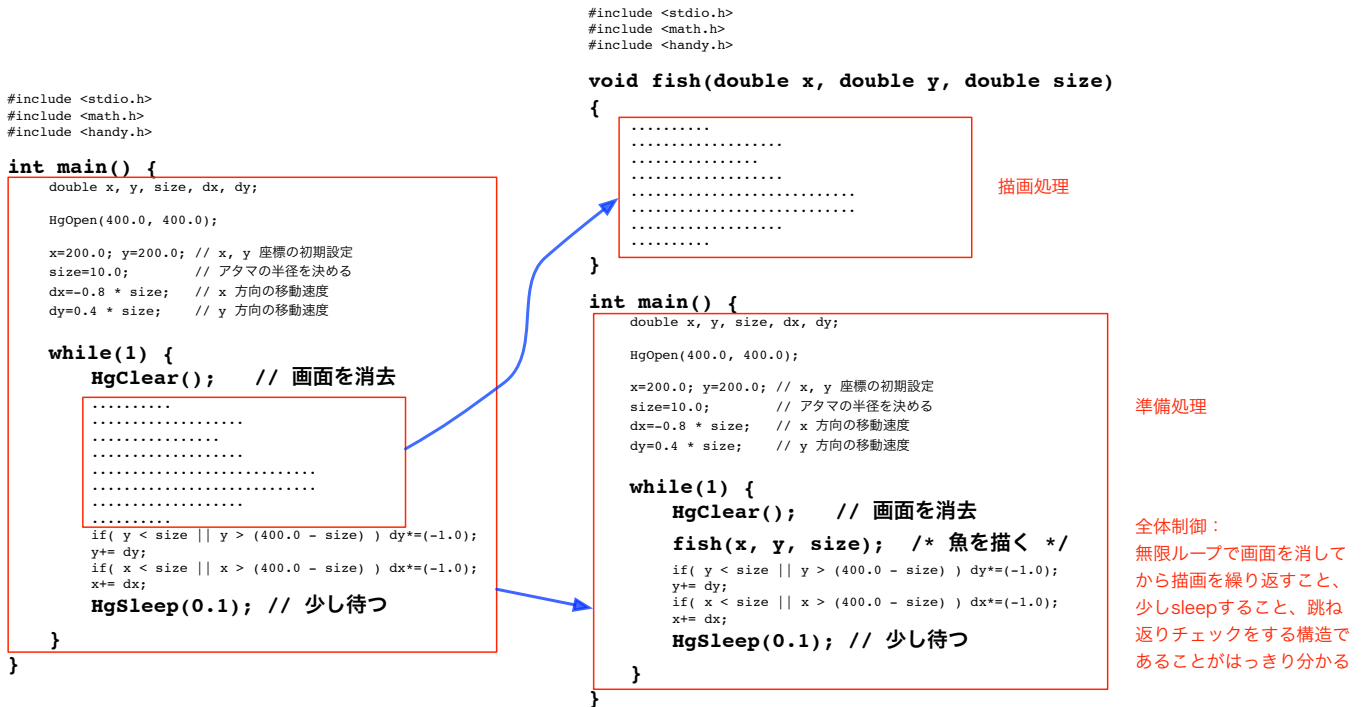 #include <stdio.h>
#include <math.h>
#include <handy.h>
int main() {
double x, y, size, dx, dy;
HgOpen(400.0, 400.0);
x=200.0; y=200.0; // x, y 座標の初期設定
size=10.0; // アタマの半径を決める
dx=-0.8 * size; // x 方向の移動速度
dy=0.4 * size; // y 方向の移動速度
while(1) {
HgClear(); // 画面を消去
..........
...................
................
...................
............................
............................
...................
..........
if( y < size || y > (400.0 - size) ) dy*=(-1.0);
y+= dy;
if( x < size || x > (400.0 - size) ) dx*=(-1.0);
x+= dx;
HgSleep(0.1); // 少し待つ
}
}
#include <stdio.h>
#include <math.h>
#include <handy.h>
void fish(double x, double y, double size)
{
..........
...................
................
...................
............................
............................
...................
..........
}
描画処理
int main() {
double x, y, size, dx, dy;
HgOpen(400.0, 400.0);
x=200.0; y=200.0; // x, y 座標の初期設定
size=10.0; // アタマの半径を決める
dx=-0.8 * size; // x 方向の移動速度
dy=0.4 * size; // y 方向の移動速度
準備処理
while(1) {
HgClear(); // 画面を消去
fish(x, y, size); /* 魚を描く */
if( y < size || y > (400.0 - size) ) dy*=(-1.0);
y+= dy;
if( x < size || x > (400.0 - size) ) dx*=(-1.0);
x+= dx;
HgSleep(0.1); // 少し待つ
}
}
全体制御：
無限ループで画面を消して
から描画を繰り返すこと、
少しsleepすること、跳ね
返りチェックをする構造で
あることがはっきり分かる